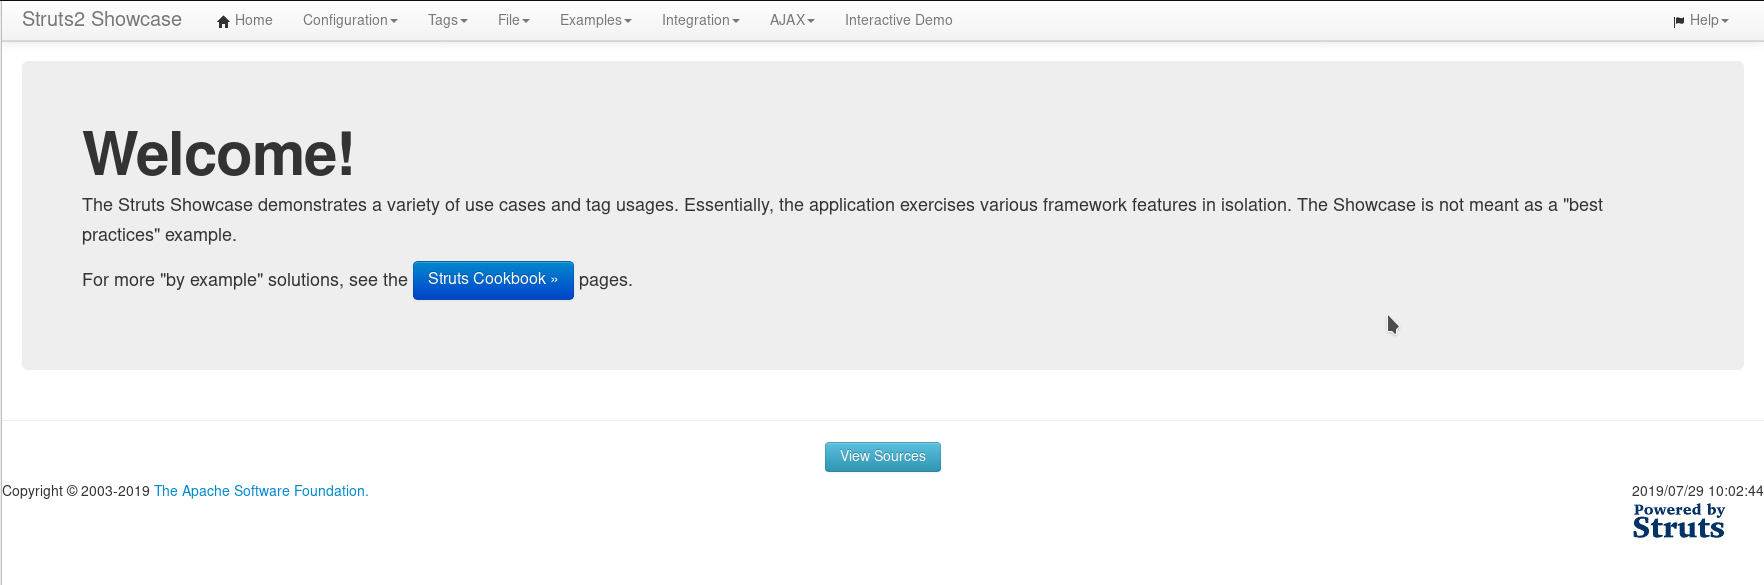 Struts2 Showcase Home Configuration Tags File Examples Integration AJAX Interactive Demo Help
Welcome!
The Struts Showcase demonstrates a variety of use cases and tag usages. Essentially, the application exercises various framework features in isolation. The Showcase is not meant as a "best
practices" example.
For more "by example" solutions, see the Struts Cookbook » pages.
View Sources
Copyright © 2003-2019 The Apache Software Foundation. 2019/07/29 10:02:44
Powered by
Struts